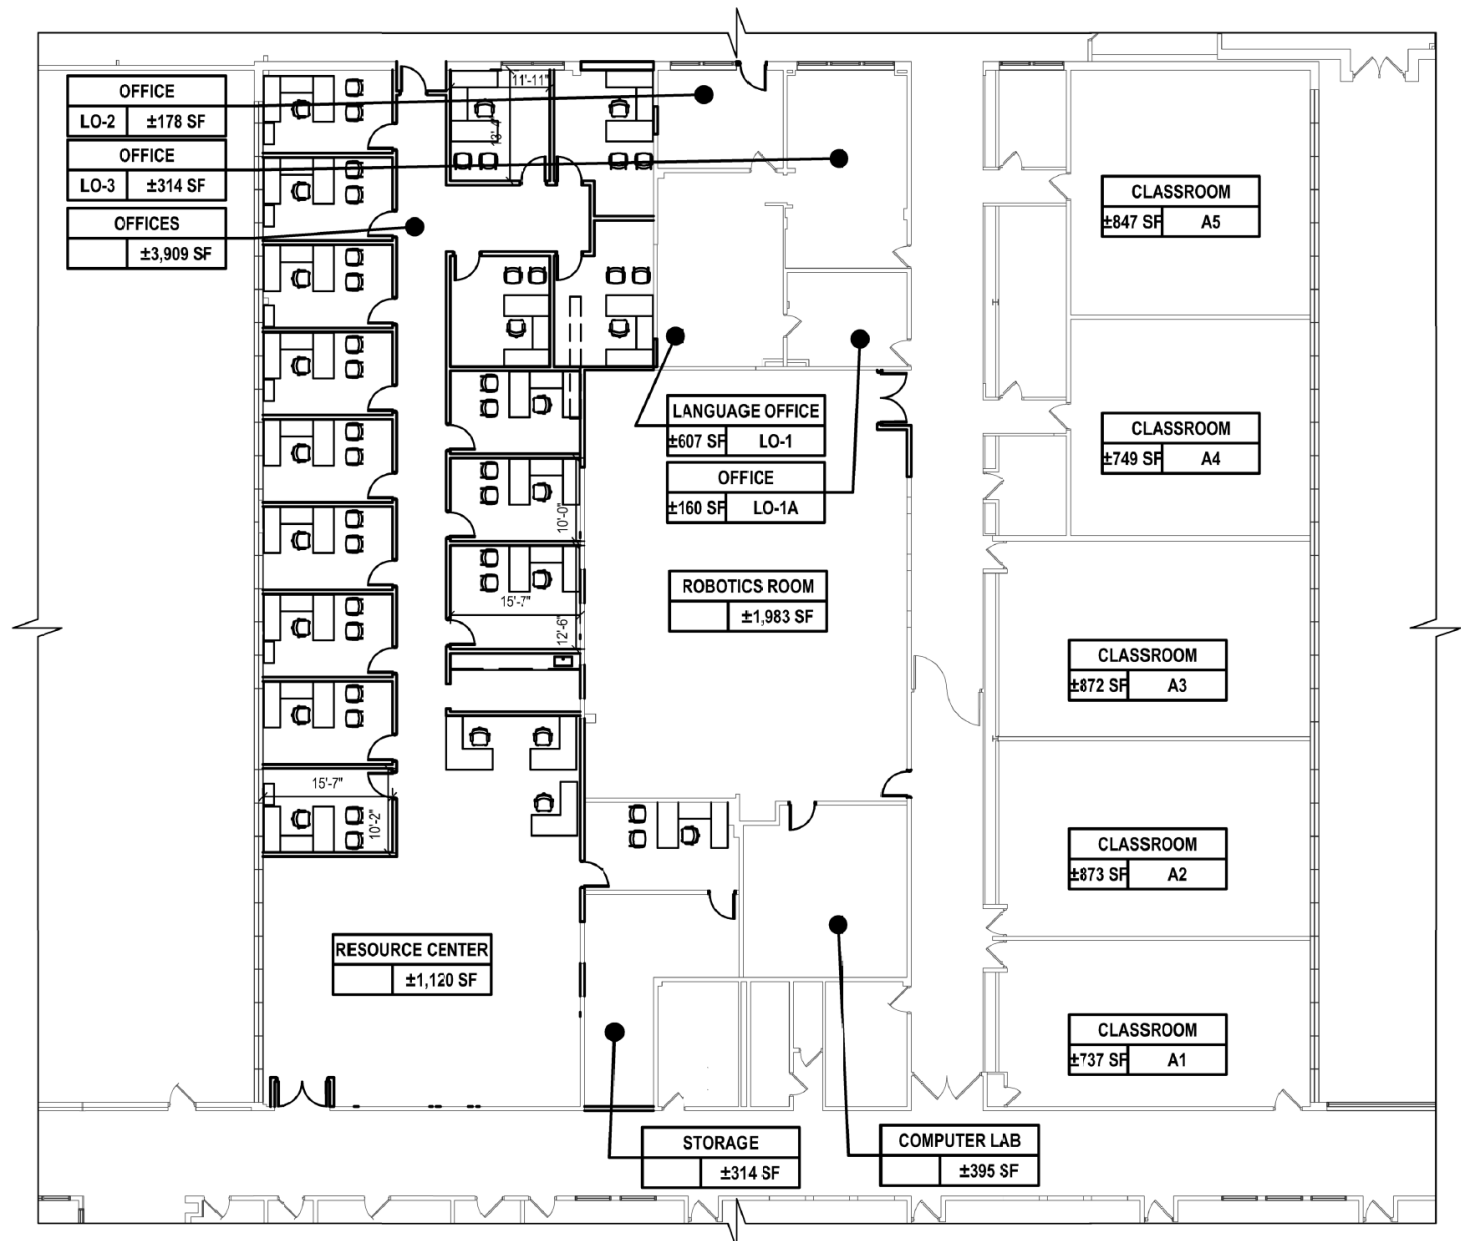 OFFICE
LO-2 ±178 SF
OFFICE
LO-3 ±314 SF
OFFICES
±3,909 SF
11'-11"
13'-4"
CLASSROOM
±847 SF A5
LANGUAGE OFFICE
±607 SF LO-1
OFFICE
±160 SF LO-1A
CLASSROOM
±749 SF A4
10'-0"
ROBOTICS ROOM
±1,983 SF
15'-7"
12'-6"
CLASSROOM
±872 SF A3
15'-7"
10'-2"
CLASSROOM
±873 SF A2
RESOURCE CENTER
±1,120 SF
CLASSROOM
±737 SF A1
STORAGE
±314 SF
COMPUTER LAB
±395 SF